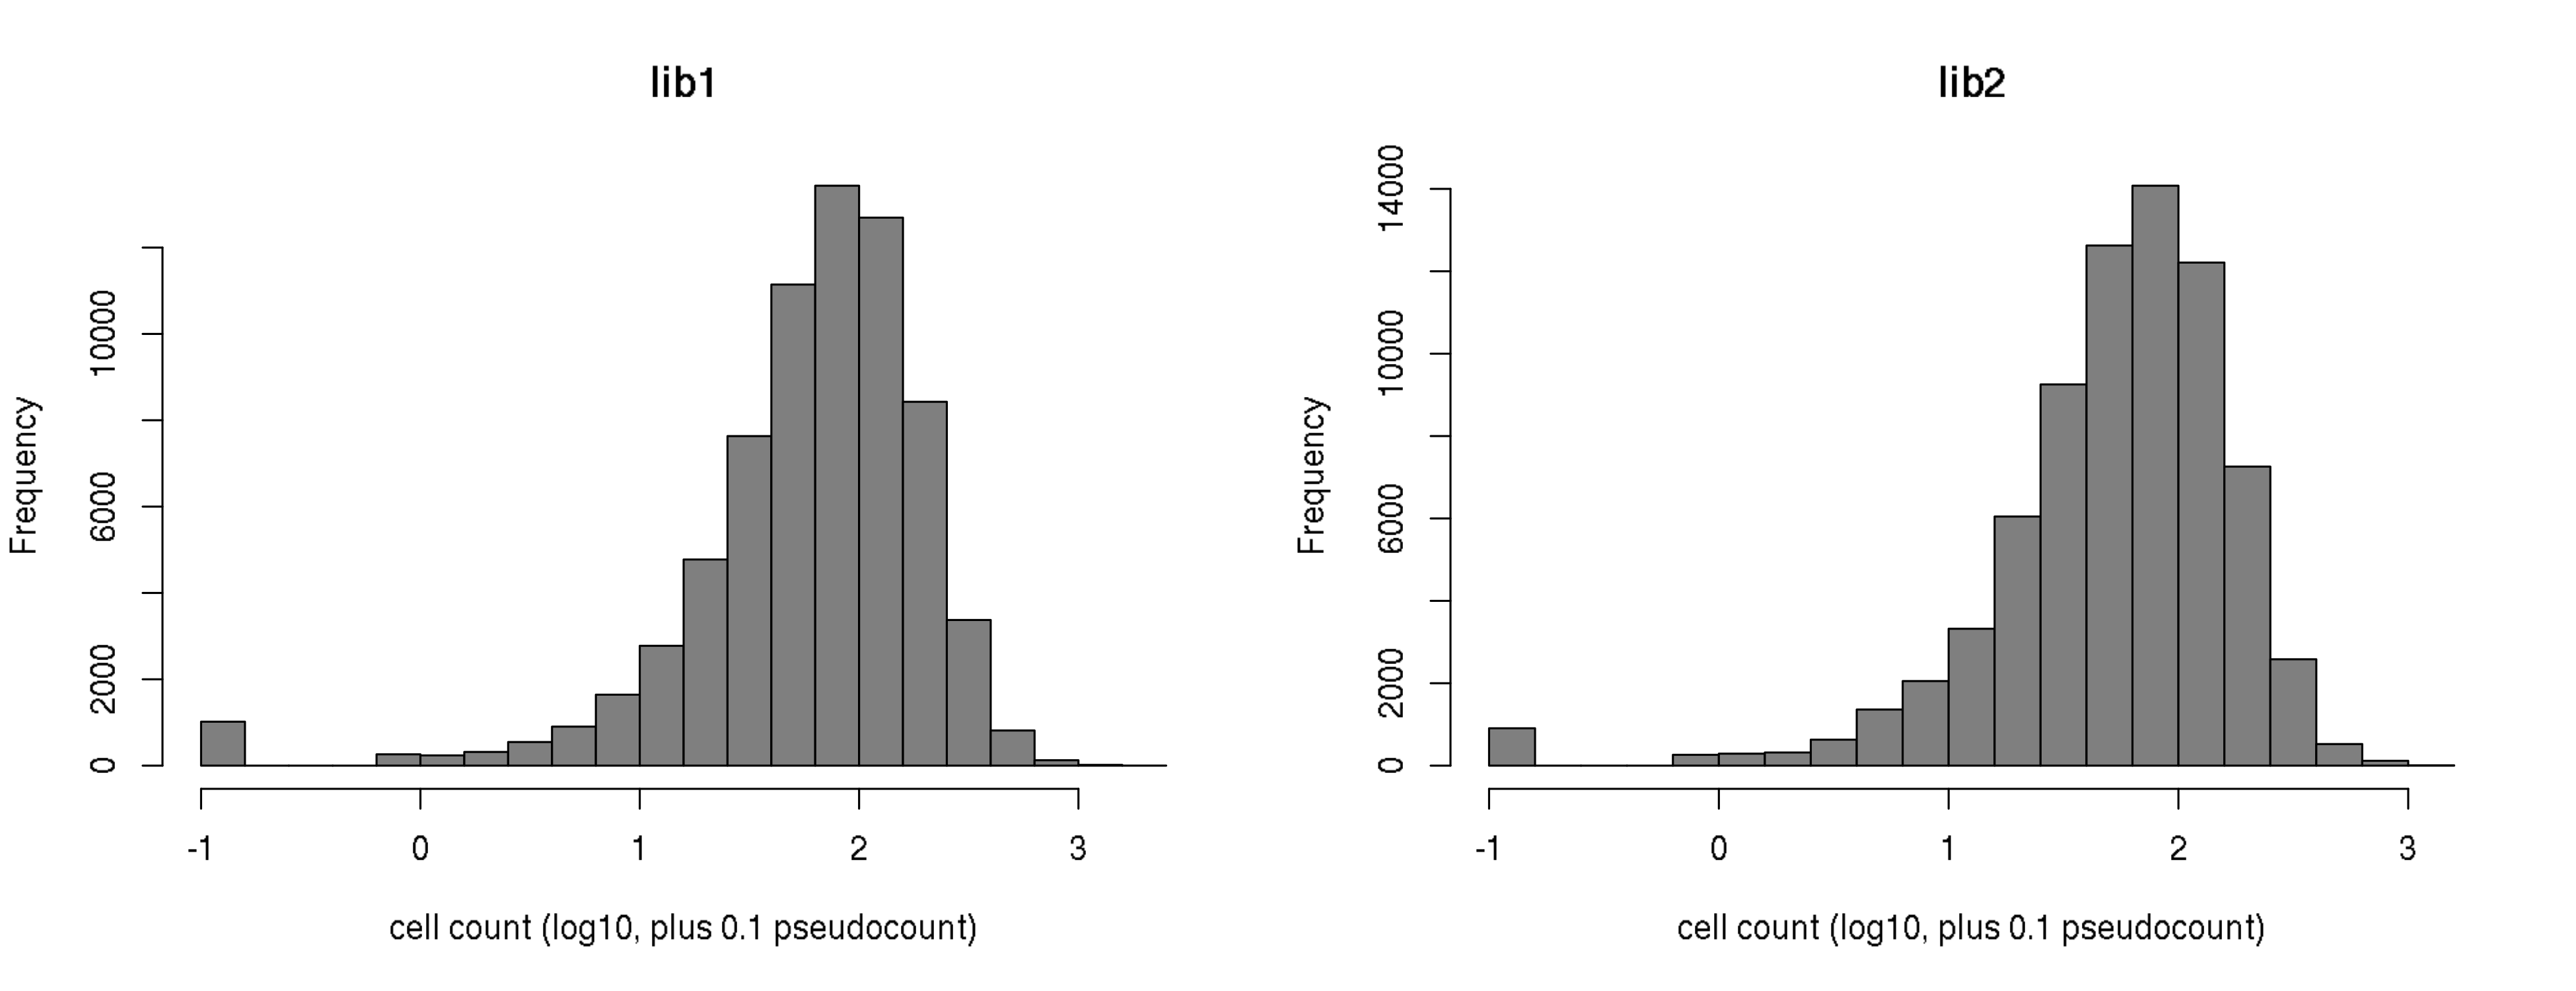 lib1
Frequency
0
2000
6000
10000
-1 0 1 2 3
cell count (log10, plus 0.1 pseudocount)
lib2
Frequency
0
2000
6000
10000
14000
-1 0 1 2 3
cell count (log10, plus 0.1 pseudocount)